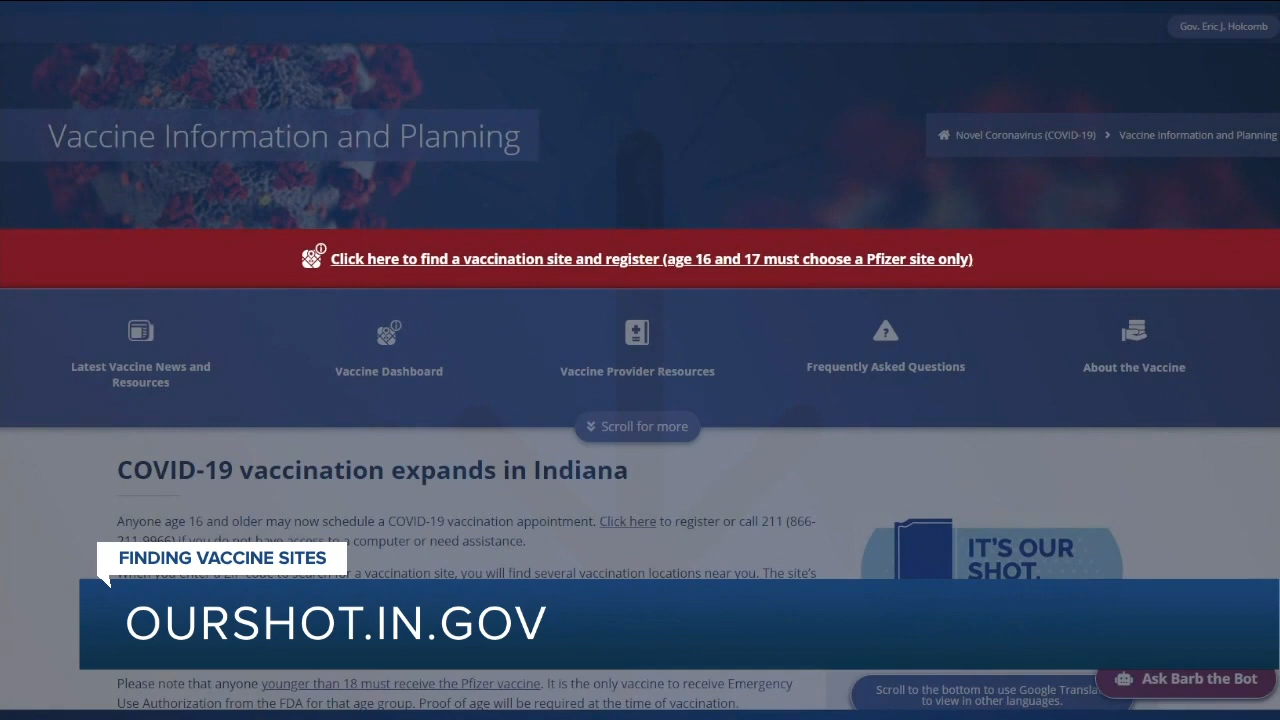 Gov. Eric J. Holcomb
Vaccine Information and Planning
Novel Coronavirus (COVID-19) > Vaccine Information and Planning
Click here to find a vaccination site and register (age 16 and 17 must choose a Pfizer site only)
Latest Vaccine News and
Resources
Vaccine Dashboard
Vaccine Provider Resources
Frequently Asked Questions
About the Vaccine
Scroll for more
COVID-19 vaccination expands in Indiana
Anyone age 16 and older may now schedule a COVID-19 vaccination appointment. Click here to register or call 211 (866-
211-9966) if you do not have access to a computer or need assistance.
a vaccination site, you will find several vaccination locations near you. The site's
IT'S OUR
SHOT.
FINDING VACCINE SITES
OURSHOT.IN.GOV
Please note that anyone younger than 18 must receive the Pfizer vaccine. It is the only vaccine to receive Emergency
Use Authorization from the FDA for that age group. Proof of age will be required at the time of vaccination.
Scroll to the bottom to use Google Transla
to view in other languages.
Ask Barb the Bot